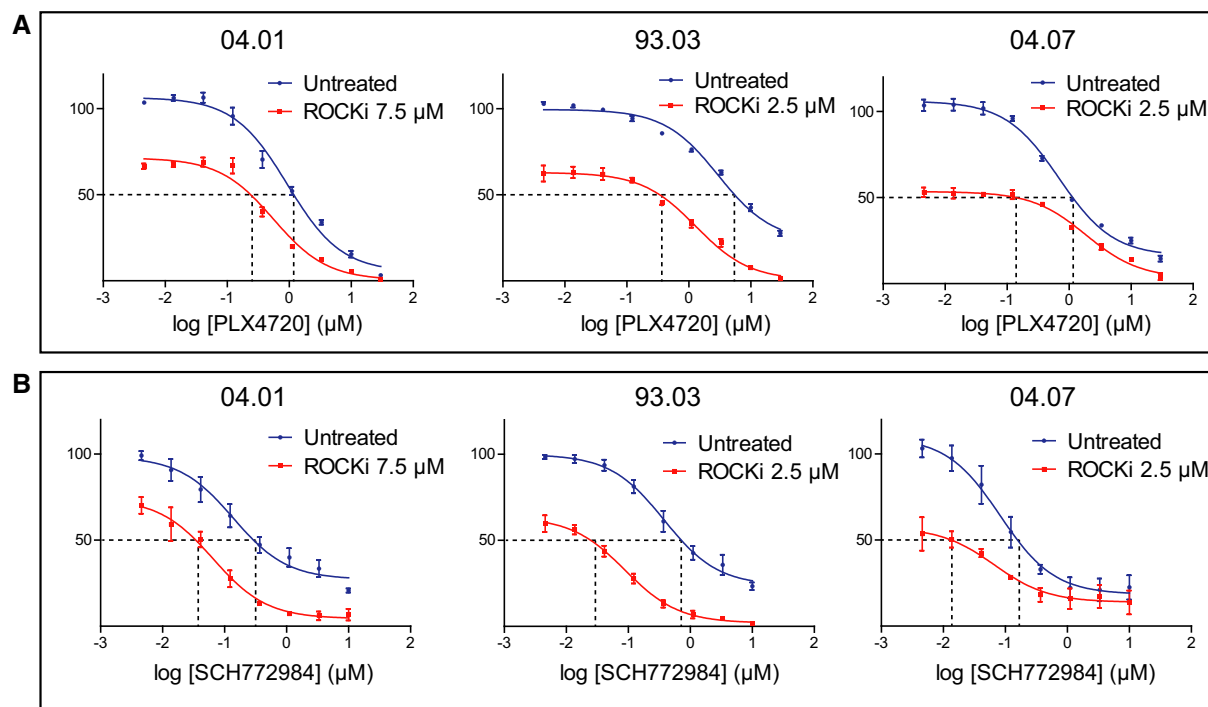 A
04.01 93.03 04.07
Untreated Untreated Untreated
ROCKi 7.5 µM ROCKi 2.5 µM ROCKi 2.5 µM
100 100 100
50 50 50
-3 -2 -1 0 1 2 -3 -2 -1 0 1 2 -3 -2 -1 0 1 2
log [PLX4720] (µM) log [PLX4720] (µM) log [PLX4720] (µM)
B
04.01 93.03 04.07
Untreated Untreated Untreated
ROCKi 7.5 µM ROCKi 2.5 µM ROCKi 2.5 µM
100 100 100
50 50 50
-3 -2 -1 0 1 2 -3 -2 -1 0 1 2 -3 -2 -1 0 1 2
log [SCH772984] (µM) log [SCH772984] (µM) log [SCH772984] (µM)